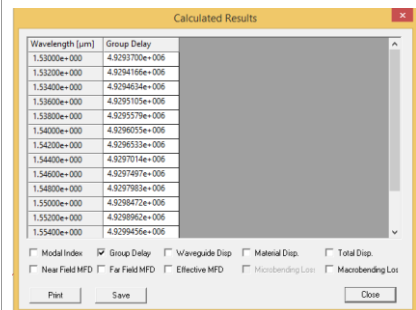 Calculated Results
Wavelength [μm] Group Delay
1.53000e+000 4.9293700e+006
1.53200e+000 4.9294166e+006
1.53400e+000 4.9294634e+006
1.53600e+000 4.9295105e+006
1.53800e+000 4.9295579e+006
1.54000e+000 4.9296055e+006
1.54200e+000 4.9296533e+006
1.54400e+000 4.9297014e+006
1.54600e+000 4.9297497e+006
1.54800e+000 4.9297983e+006
1.55000e+000 4.9298472e+006
1.55200e+000 4.9298962e+006
1.55400e+000 4.9299456e+006
Modal Index Group Delay Waveguide Disp Material Disp. Total Disp.
Near Field MFD Far Field MFD Effective MFD Microbending Loss Macrobending Los
Print Save Close